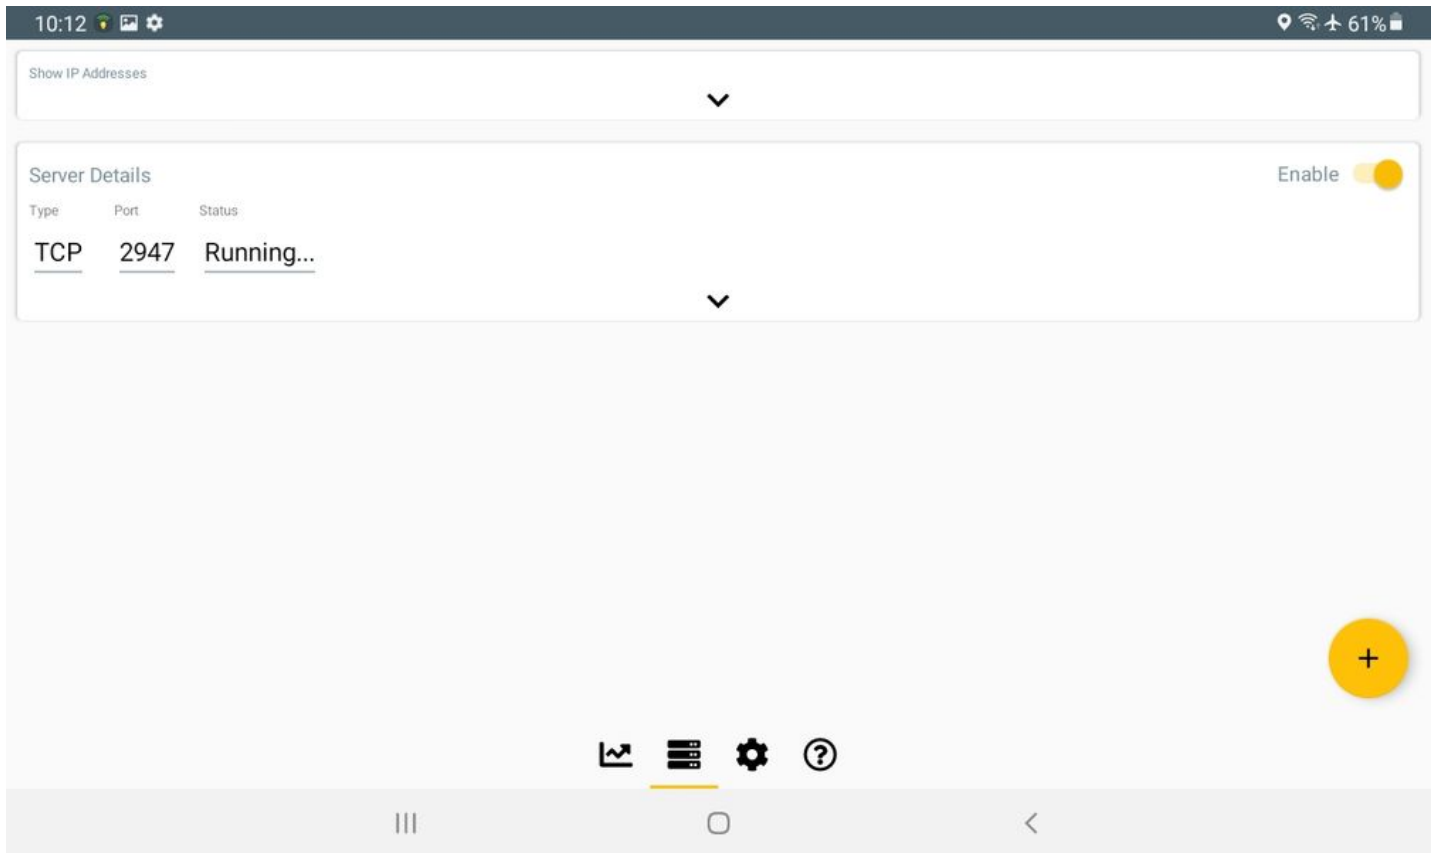 10:12 61%
Show IP Addresses
Server Details Enable
Type Port Status
TCP 2947 Running...